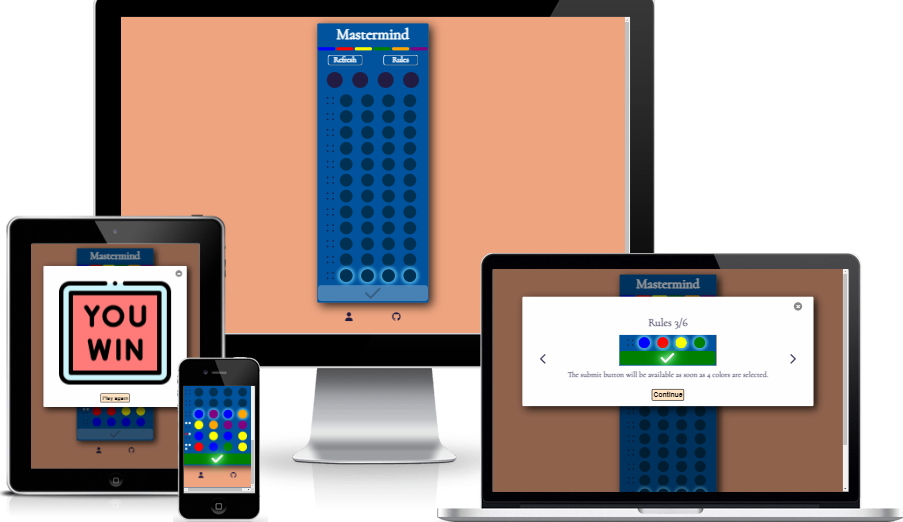 Mastermind
Refresh Rules
Mastermind
YOU
WIN
Play again
Mastermind
Rules 3/6
The submit button will be available as soon as 4 colors are selected.
Continue